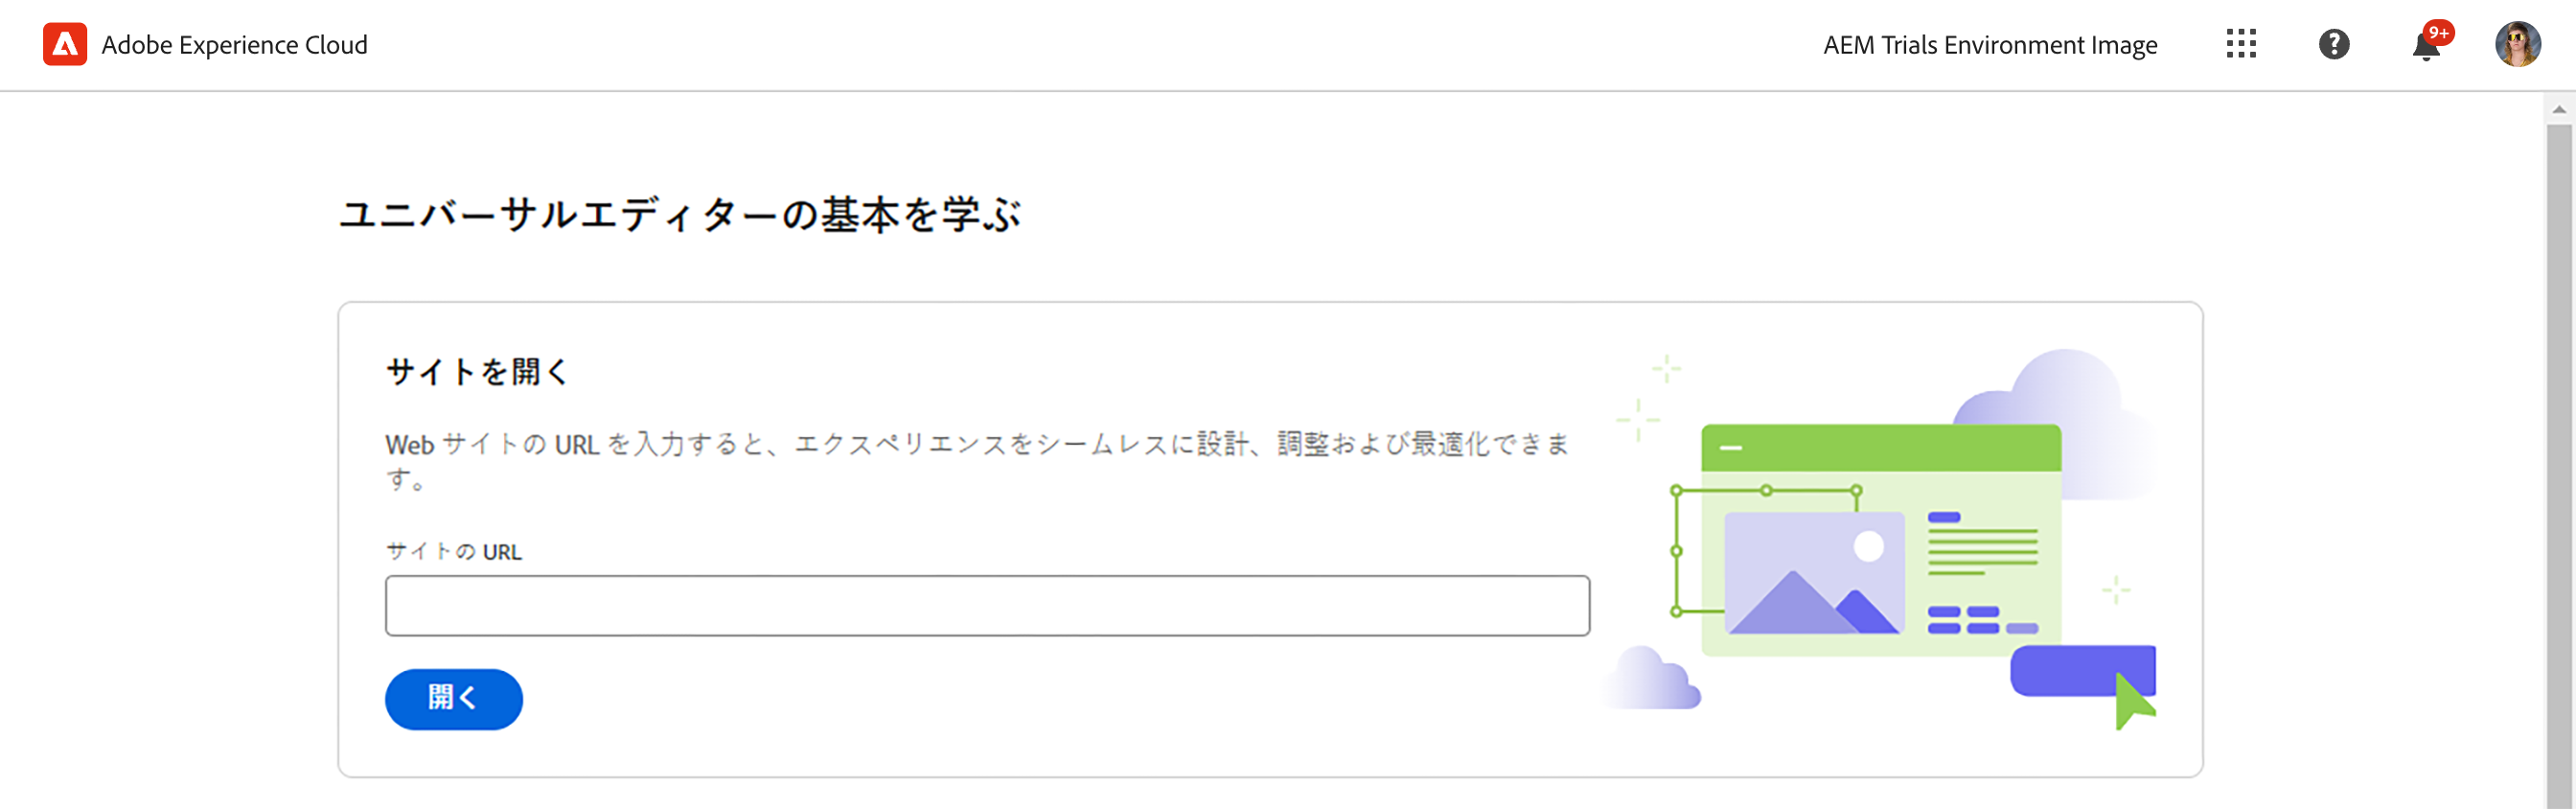 Adobe Experience Cloud
AEM Trials Environment Image
9+
ユニバーサルエディターの基本を学ぶ
サイトを開く
Web サイトの URL を入力すると、エクスペリエンスをシームレスに設計、調整および最適化できま
す。
サイトの URL
開く